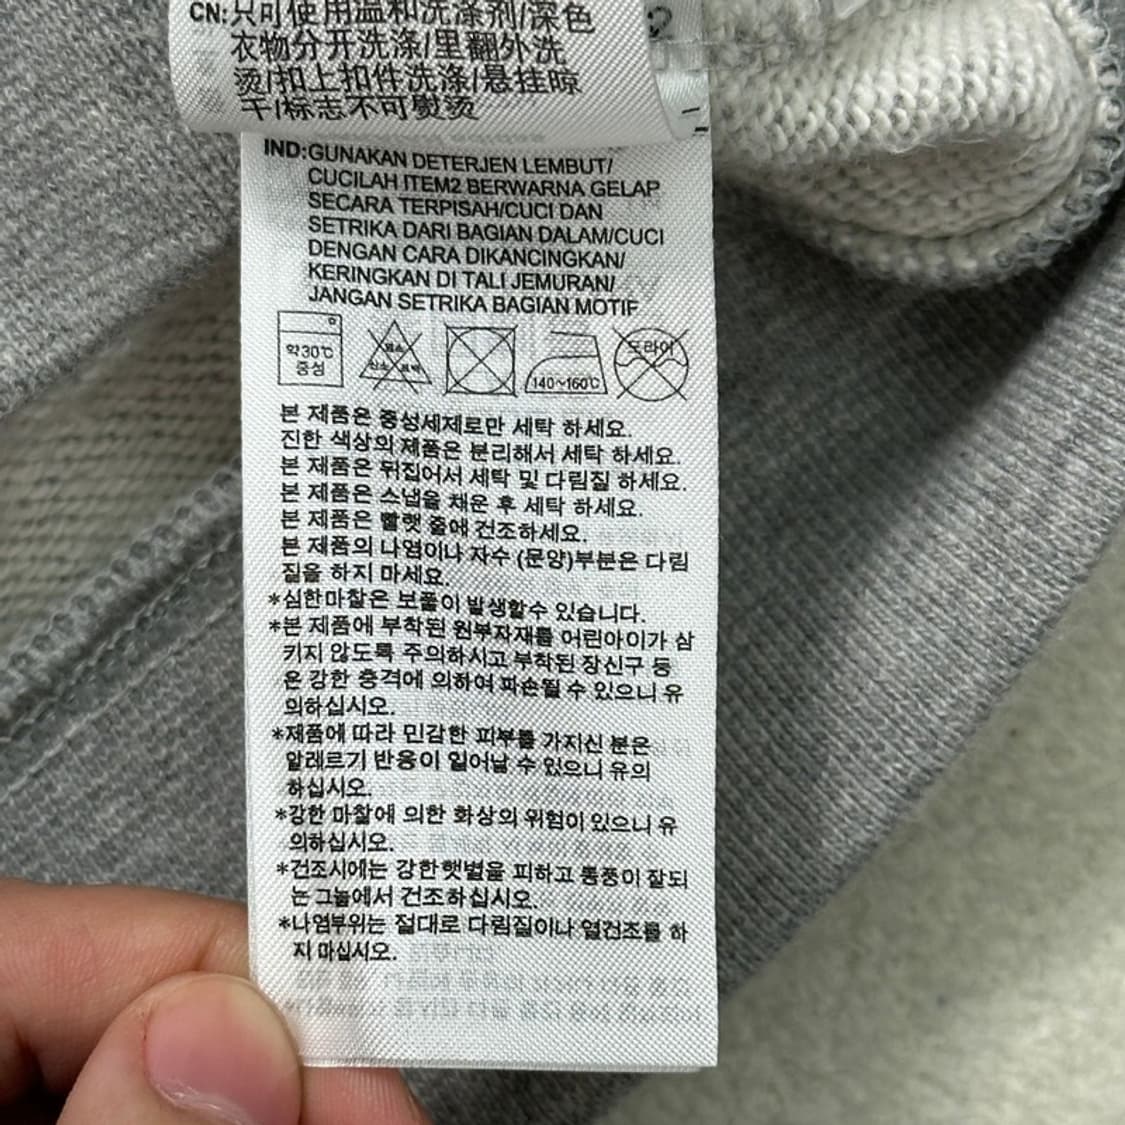 CN:只可使用温和洗涤剂/深色
衣物分开洗涤/里翻外洗
烫/扣上扣件洗涤/悬挂晾
干/标志不可熨烫
IND:GUNAKAN DETERJEN LEMBUT/
CUCILAH ITEM2 BERWARNA GELAP
SECARA TERPISAH/CUCI DAN
SETRIKA DARI BAGIAN DALAM/CUCI
DENGAN CARA DIKANCINGKAN/
KERINGKAN DI TALI JEMURAN/
JANGAN SETRIKA BAGIAN MOTIF
약30℃
중성
염소
산소 표백
140~160℃
드라이
본 제품은 중성세제로만 세탁 하세요.
진한 색상의 제품은 분리해서 세탁 하세요.
본 제품은 뒤집어서 세탁 및 다림질 하세요.
본 제품은 스냅을 채운 후 세탁 하세요.
본 제품은 빨랫 줄에 건조하세요.
본 제품의 나염이나 자수 (문양)부분은 다림
질을 하지 마세요.
*심한마찰은 보풀이 발생할수 있습니다.
*본 제품에 부착된 원부자재를 어린아이가 삼
키지 않도록 주의하시고 부착된 장신구 등
은 강한 충격에 의하여 파손될 수 있으니 유
의하십시오.
*제품에 따라 민감한 피부를 가지신 분은
알레르기 반응이 일어날 수 있으니 유의
하십시오.
*강한 마찰에 의한 화상의 위험이 있으니 유
의하십시오.
*건조시에는 강한햇볕을 피하고 통풍이 잘되
는 그늘에서 건조하십시오.
*나염부위는 절대로 다림질이나 열건조를 하
지 마십시오.